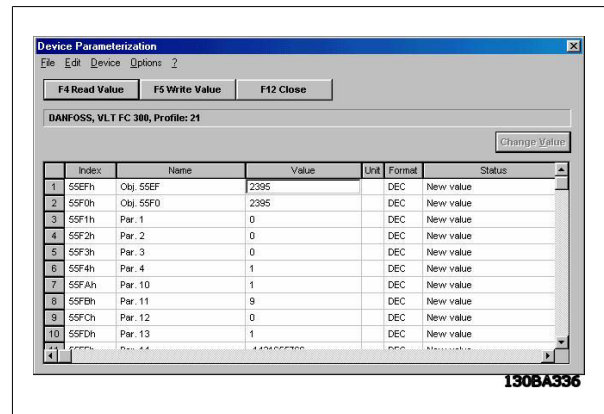 Device Parameterization
File Edit Device Options ?
F4 Read Value F5 Write Value F12 Close
DANFOSS, VLT FC 300, Profile: 21
Change Value
Index Name Value Unit Format Status
1 55EFh Obj. 55EF 2395 DEC New value
2 55F0h Obj. 55F0 2395 DEC New value
3 55F1h Par. 1 0 DEC New value
4 55F2h Par. 2 0 DEC New value
5 55F3h Par. 3 0 DEC New value
6 55F4h Par. 4 1 DEC New value
7 55FAh Par. 10 1 DEC New value
8 55FBh Par. 11 9 DEC New value
9 55FCh Par. 12 0 DEC New value
10 55FDh Par. 13 1 DEC New value
130BA336